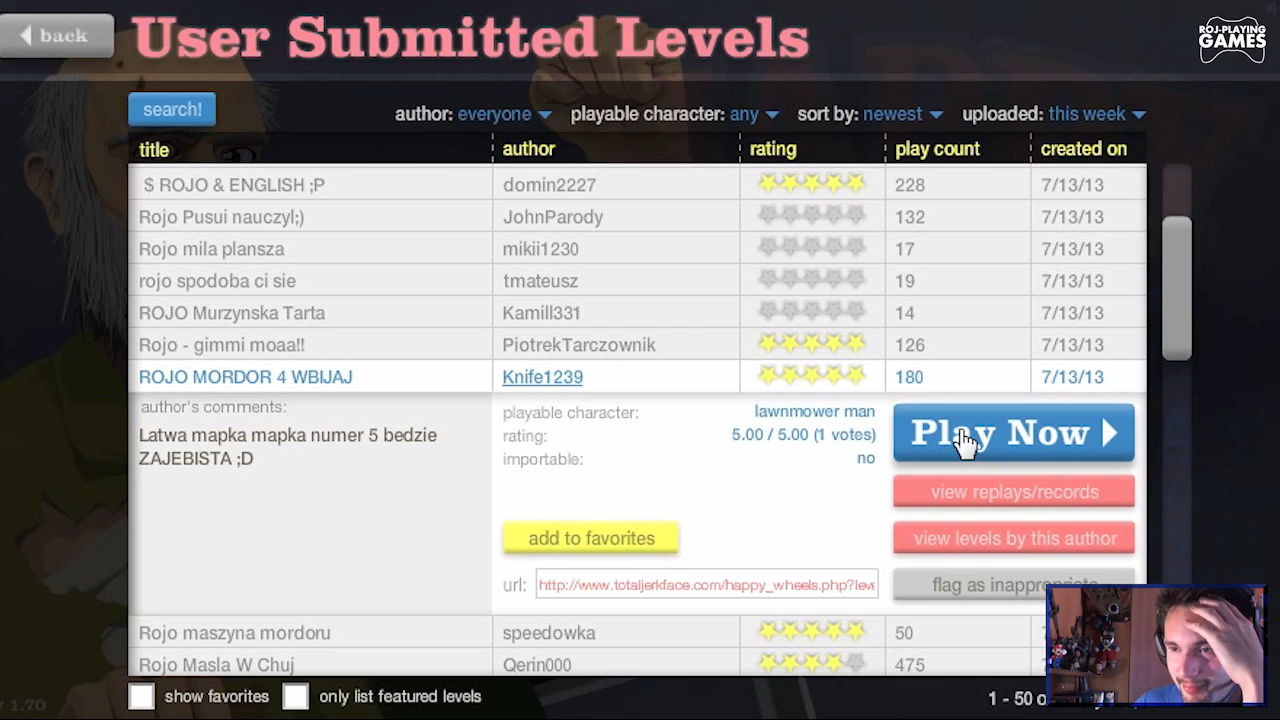 back
User Submitted Levels
ROJ-PLAYING
GAMES
search!
author: everyone
playable character: any
sort by: newest
uploaded: this week
title author rating play count created on
$ ROJO & ENGLISH ;P domin2227 228 7/13/13
Rojo Pusui nauczyl;) JohnParody 132 7/13/13
Rojo mila plansza mikii1230 17 7/13/13
rojo spodoba ci sie tmateusz 19 7/13/13
ROJO Murzynska Tarta Kamill331 14 7/13/13
Rojo - gimmi moaa!! PiotrekTarczownik 126 7/13/13
ROJO MORDOR 4 WBIJAJ Knife1239 180 7/13/13
author's comments:
Latwa mapka mapka numer 5 bedzie
ZAJEBISTA ;D
playable character: lawnmower man
rating: 5.00 / 5.00 (1 votes)
importable: no
Play Now
view replays/records
add to favorites
view levels by this author
url: http://www.totaljerkface.com/happy_wheels.php?leve
flag as inappropriate
Rojo maszyna mordoru speedowka 50
Rojo Masla W Chuj Qerin000 475
show favorites
only list featured levels
1 - 50
1.70